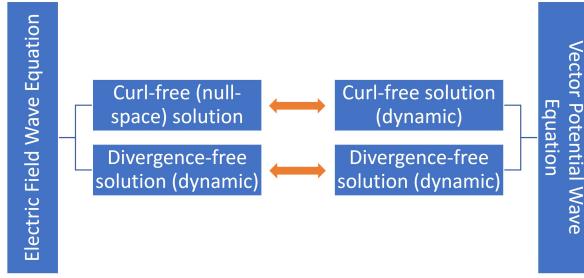 Electric Field Wave Equation
Curl-free (null-
space) solution
Divergence-free
solution (dynamic)
Curl-free solution
(dynamic)
Divergence-free
solution (dynamic)
Vector Potential Wave
Equation